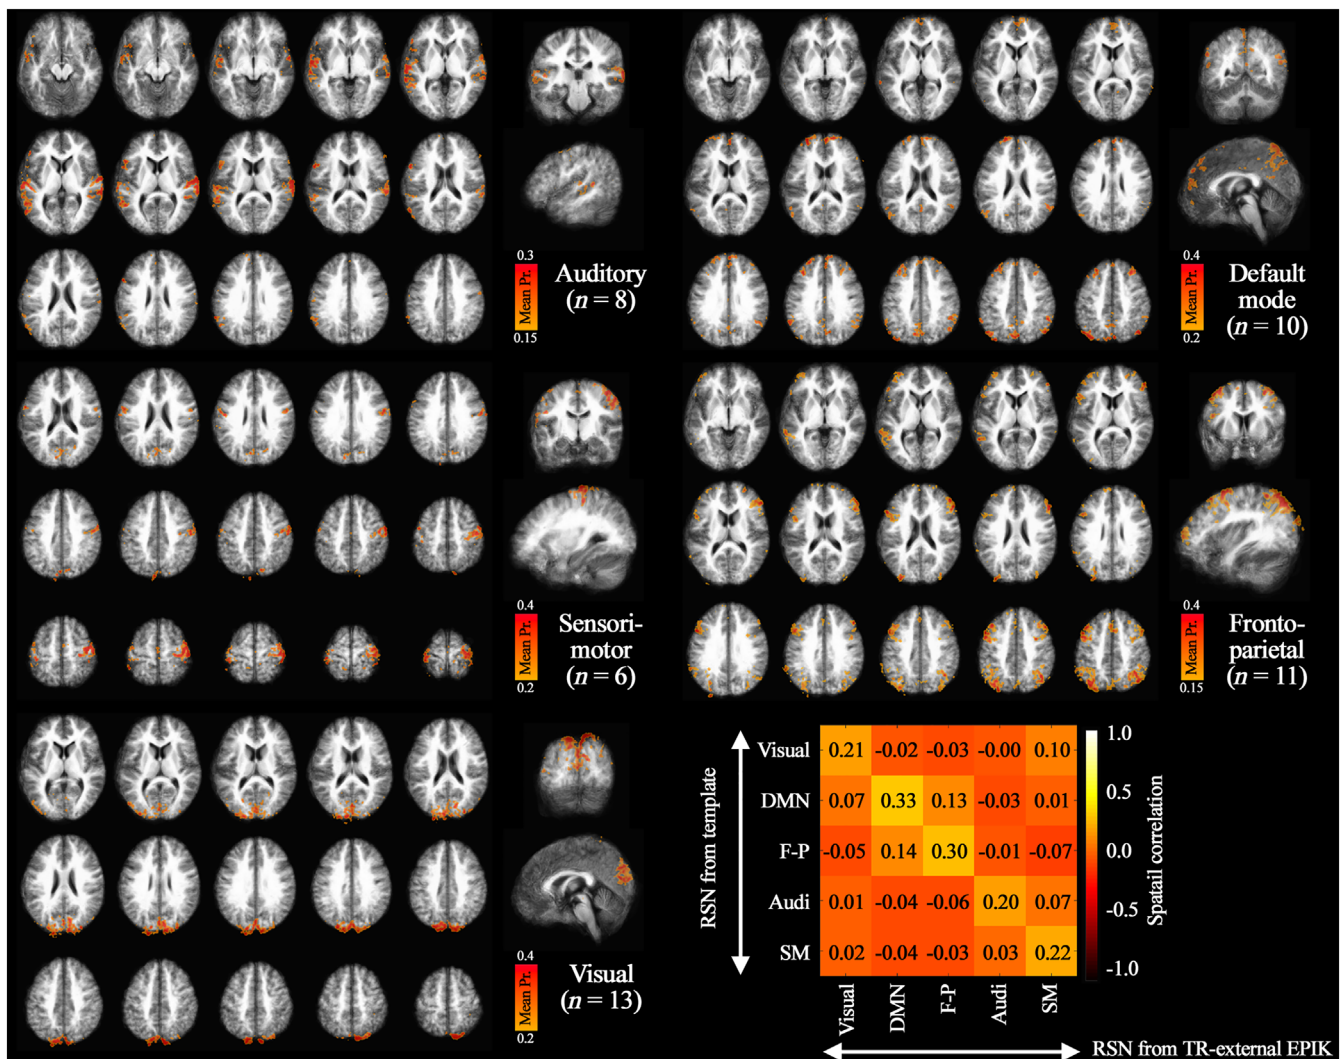 0.3
Mean Pr.
0.15
Auditory
(n = 8)
0.4
Mean Pr.
0.2
Default
mode
(n = 10)
0.4
Mean Pr.
0.2
Sensori-
motor
(n = 6)
0.4
Mean Pr.
0.15
Fronto-
parietal
(n = 11)
0.4
Mean Pr.
0.2
Visual
(n = 13)
RSN from template
Visual 0.21 -0.02 -0.03 -0.00 0.10
DMN 0.07 0.33 0.13 -0.03 0.01
F-P -0.05 0.14 0.30 -0.01 -0.07
Audi 0.01 -0.04 -0.06 0.20 0.07
SM 0.02 -0.04 -0.03 0.03 0.22
Visual DMN F-P Audi SM
1.0
0.5
0.0
-0.5
-1.0
Spatail correlation
RSN from TR-external EPIK